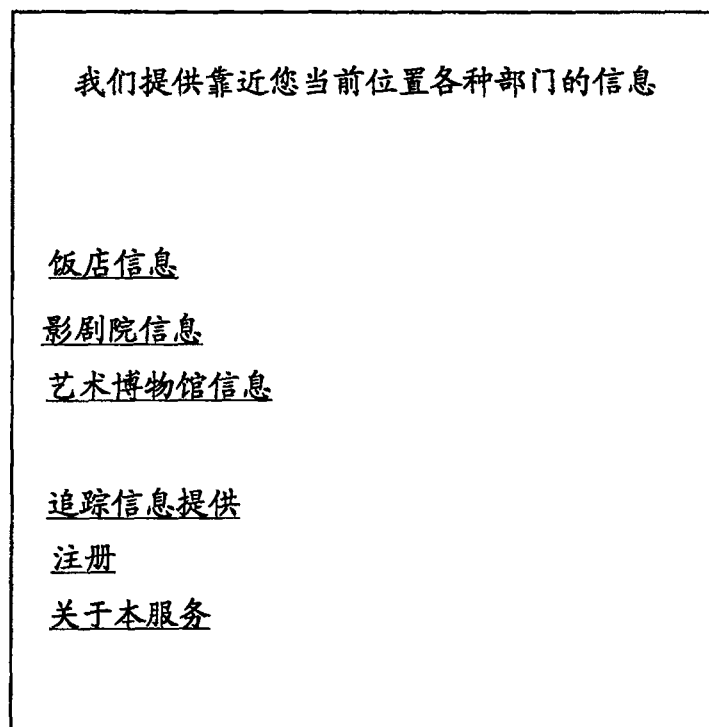 我们提供靠近您当前位置各种部门的信息
饭店信息
影剧院信息
艺术博物馆信息
追踪信息提供
注册
关于本服务